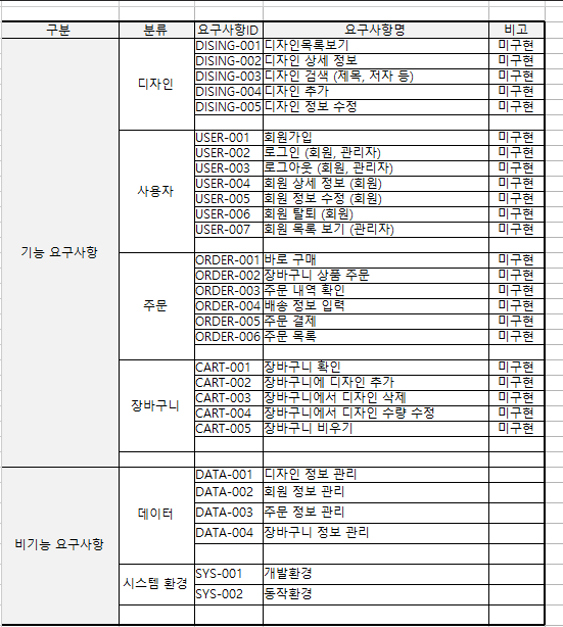 구분 분류 요구사항ID 요구사항명 비고
기능 요구사항
디자인
DISING-001 디자인목록보기 미구현
DISING-002 디자인 상세 정보 미구현
DISING-003 디자인 검색 (제목, 저자 등) 미구현
DISING-004 디자인 추가 미구현
DISING-005 디자인 정보 수정 미구현
사용자
USER-001 회원가입 미구현
USER-002 로그인 (회원, 관리자) 미구현
USER-003 로그아웃 (회원, 관리자) 미구현
USER-004 회원 상세 정보 (회원) 미구현
USER-005 회원 정보 수정 (회원) 미구현
USER-006 회원 탈퇴 (회원) 미구현
USER-007 회원 목록 보기 (관리자) 미구현
주문
ORDER-001 바로 구매 미구현
ORDER-002 장바구니 상품 주문 미구현
ORDER-003 주문 내역 확인 미구현
ORDER-004 배송 정보 입력 미구현
ORDER-005 주문 결제 미구현
ORDER-006 주문 목록 미구현
장바구니
CART-001 장바구니 확인 미구현
CART-002 장바구니에 디자인 추가 미구현
CART-003 장바구니에서 디자인 삭제 미구현
CART-004 장바구니에서 디자인 수량 수정 미구현
CART-005 장바구니 비우기 미구현
비기능 요구사항
데이터
DATA-001 디자인 정보 관리
DATA-002 회원 정보 관리
DATA-003 주문 정보 관리
DATA-004 장바구니 정보 관리
시스템 환경
SYS-001 개발환경
SYS-002 동작환경